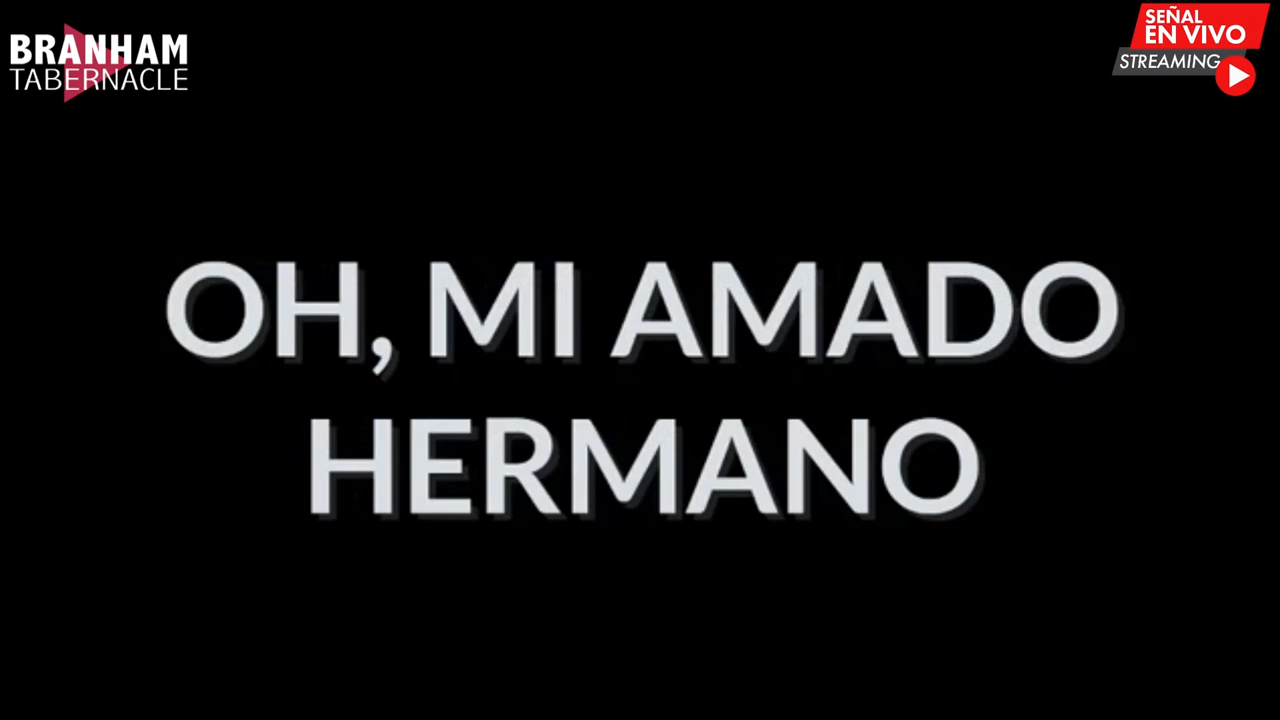 BRANHAM
TABERNACLE
SEÑAL
EN VIVO
STREAMING
OH, MI AMADO
HERMANO